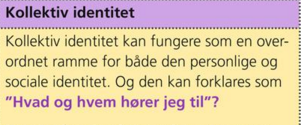 Kollektiv identitet
Kollektiv identitet kan fungere som en over-
ordnet ramme for både den personlige og
sociale identitet. Og den kan forklares som
"Hvad og hvem hører jeg til"?